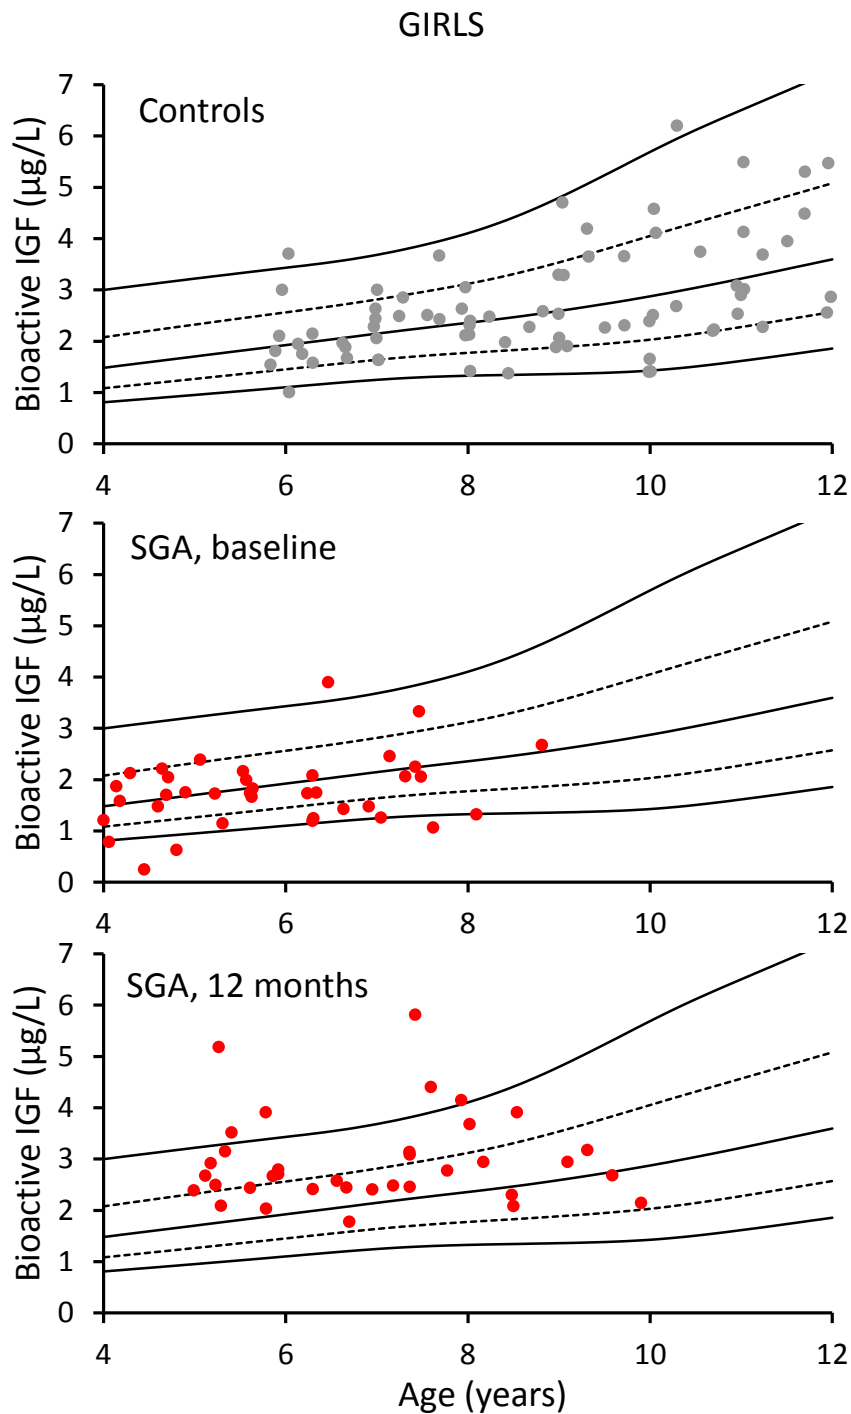 GIRLS
Controls
Bioactive IGF (µg/L)
7
6
5
4
3
2
1
0
4 6 8 10 12
SGA, baseline
Bioactive IGF (µg/L)
7
6
5
4
3
2
1
0
4 6 8 10 12
SGA, 12 months
Bioactive IGF (µg/L)
7
6
5
4
3
2
1
0
4 6 8 10 12
Age (years)